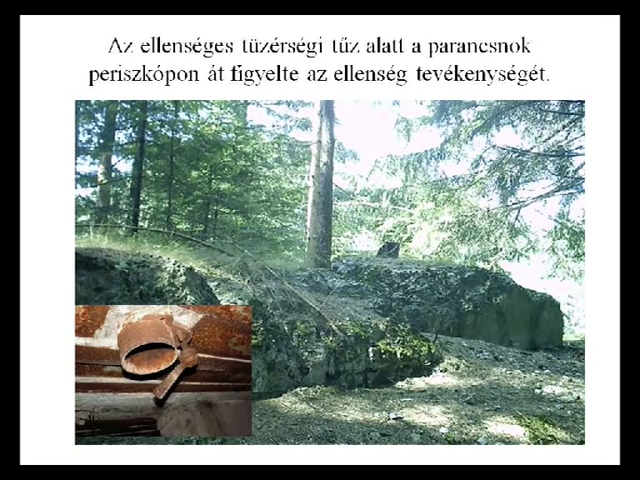 Az ellenséges tüzérségi tűz alatt a parancsnok
periszkópon át figyelte az ellenség tevékenységét.